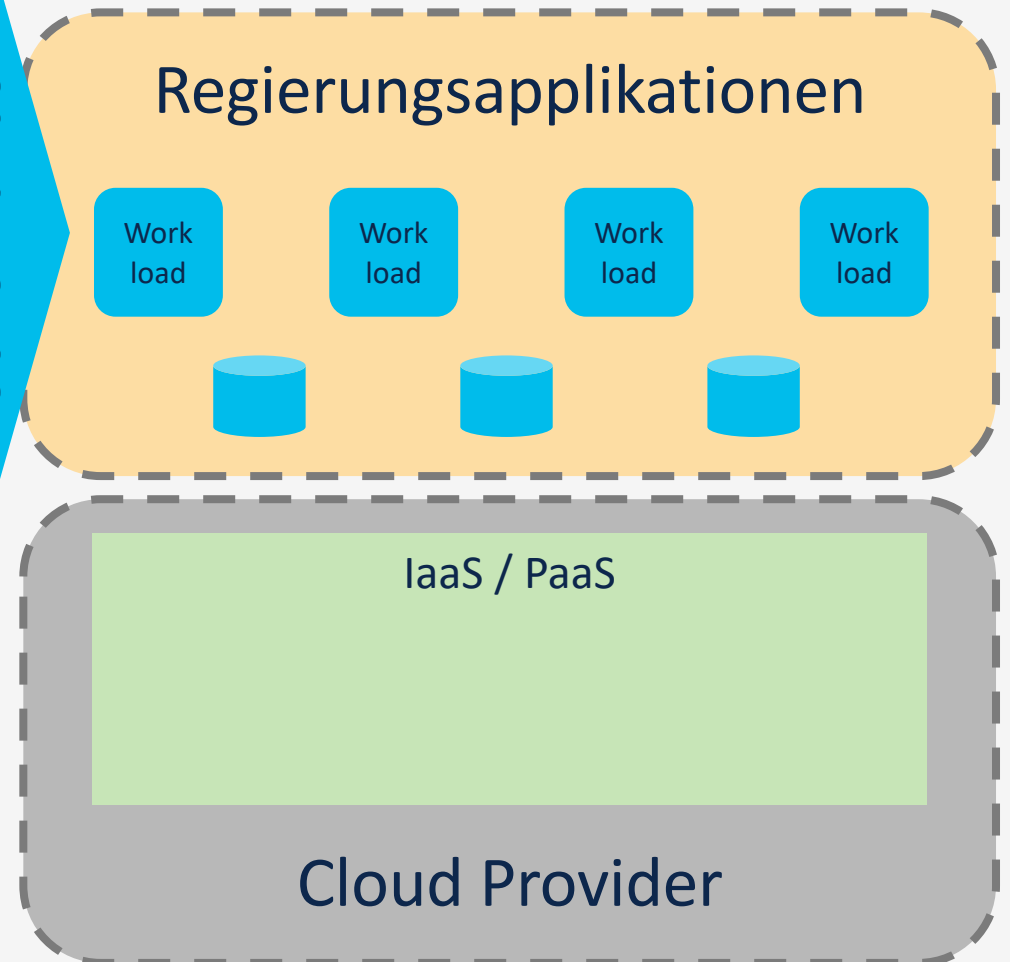 Regierungsapplikationen
Work
load
Work
load
Work
load
Work
load
IaaS / PaaS
Cloud Provider